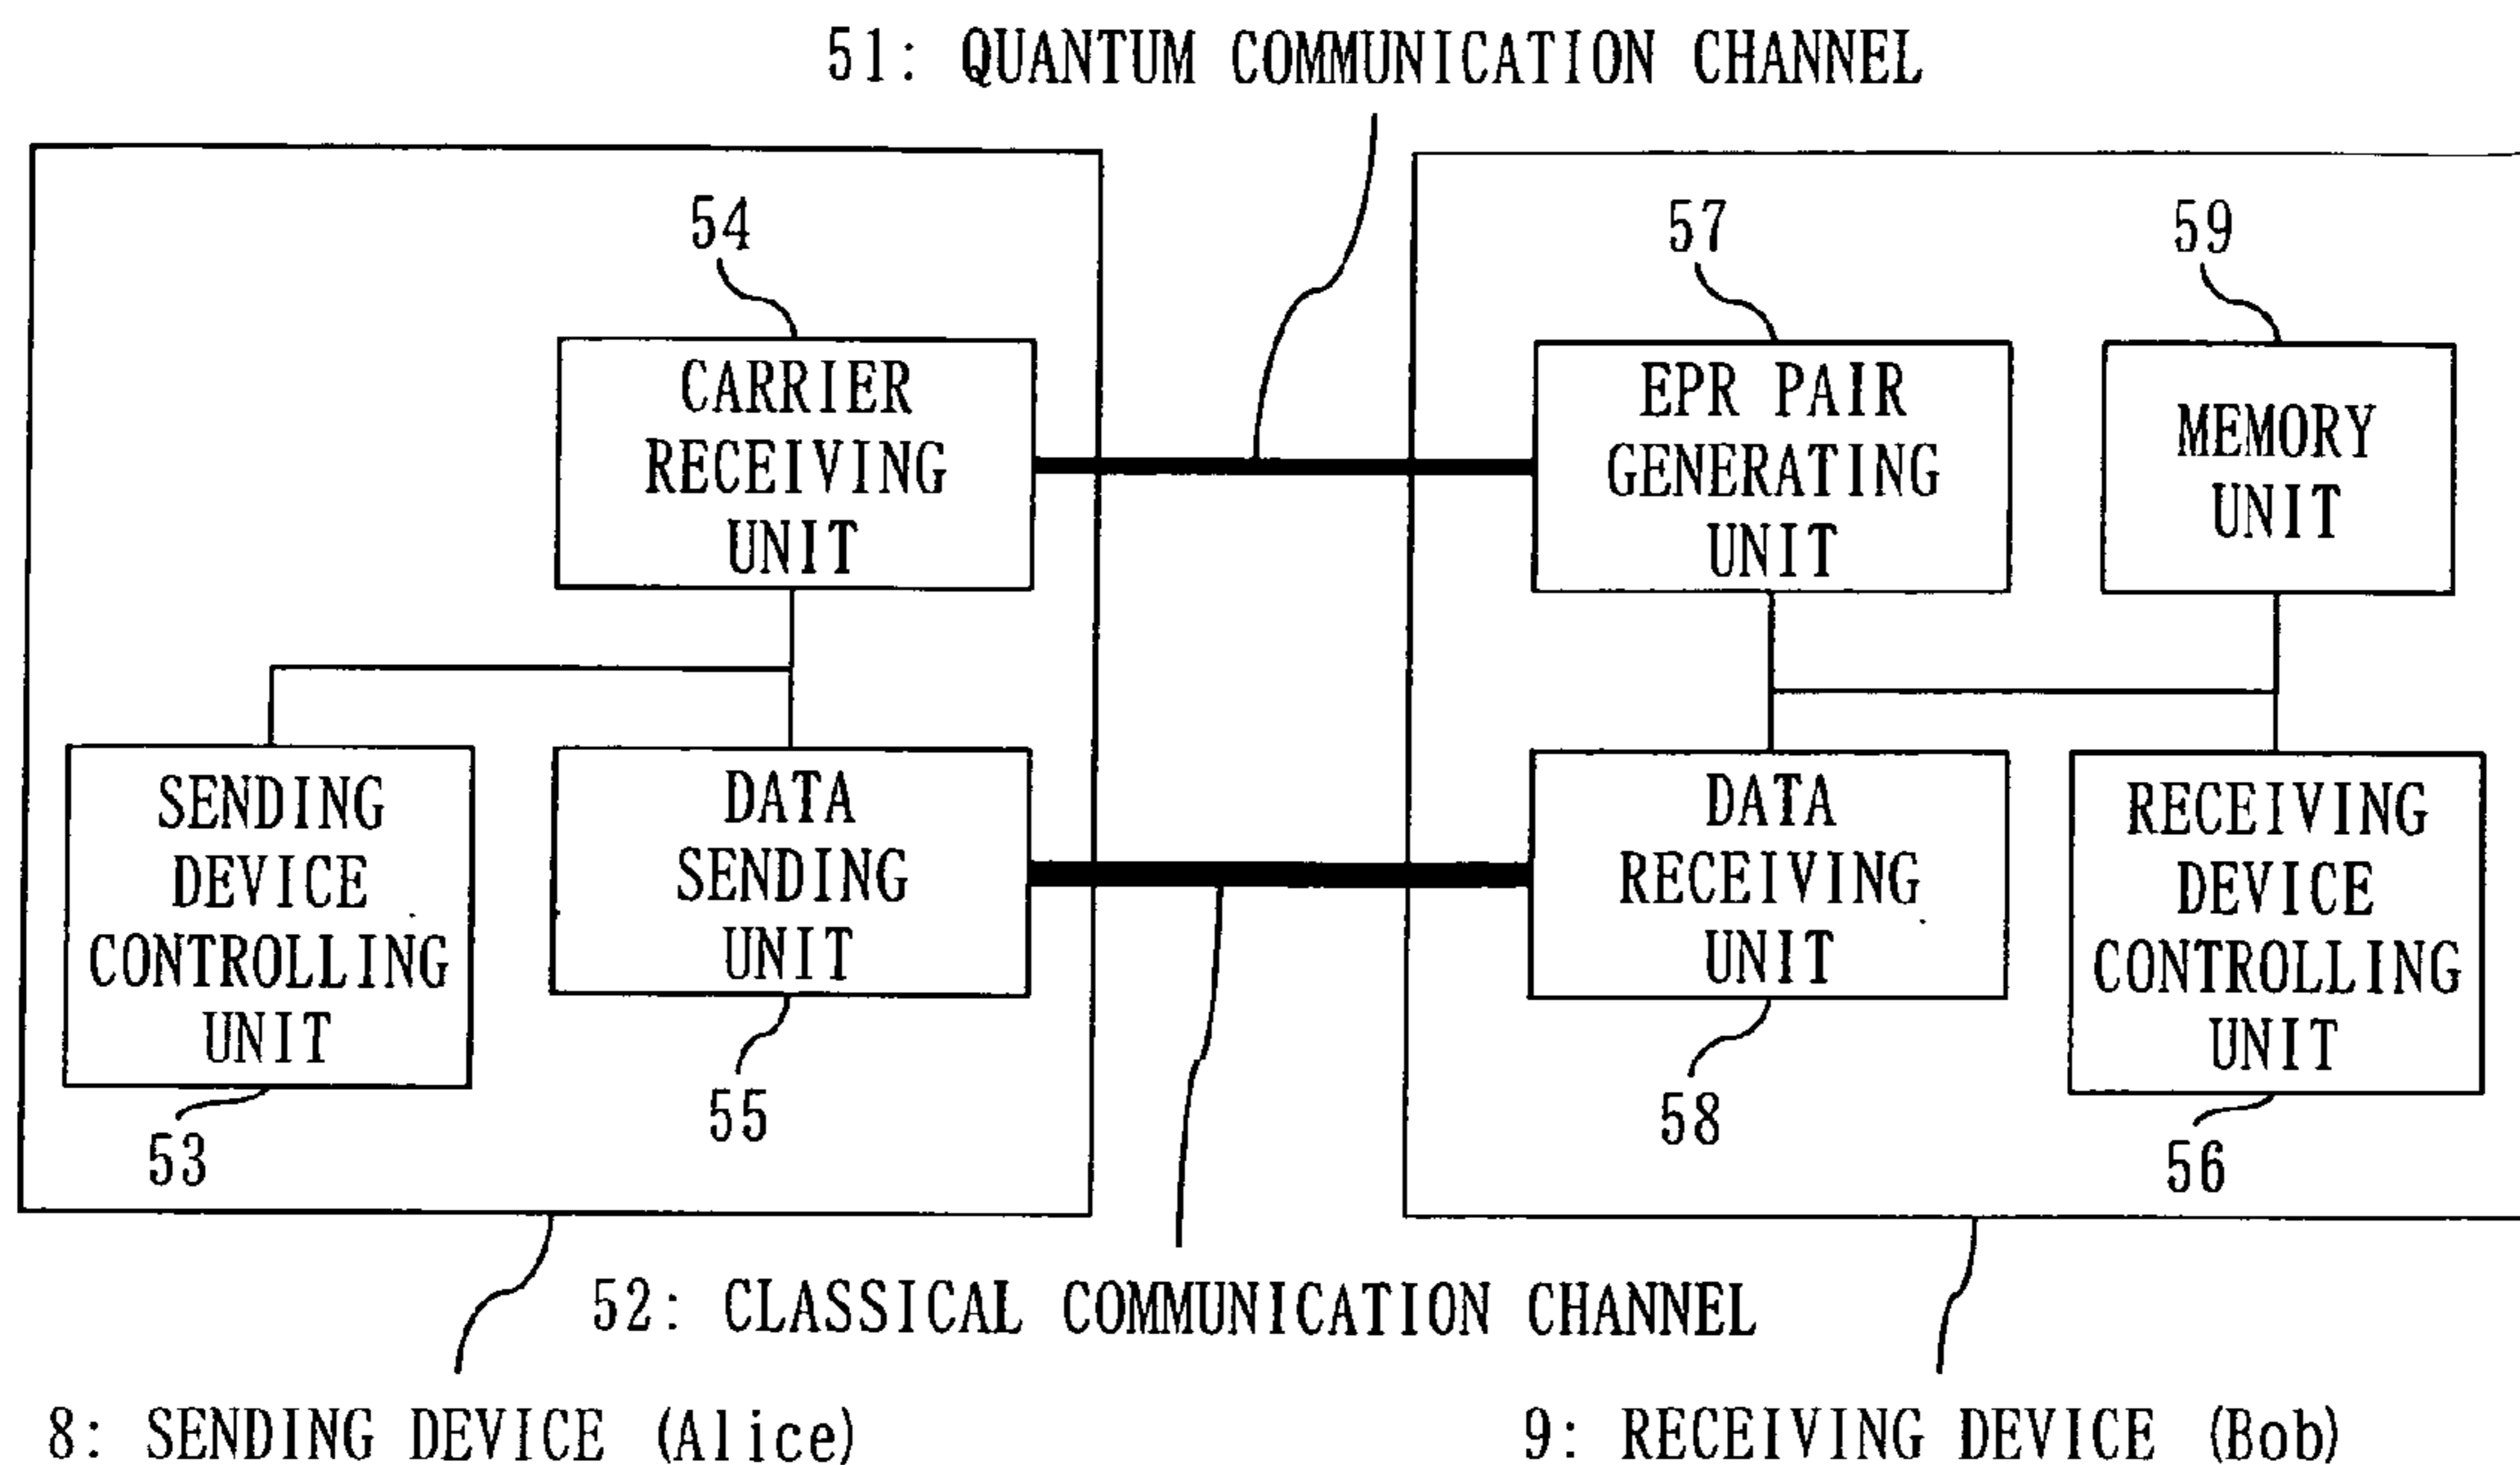 51: QUANTUM COMMUNICATION CHANNEL
54
57
59
CARRIER
RECEIVING
UNIT
EPR PAIR
GENERATING
UNIT
MEMORY
UNIT
SENDING
DEVICE
CONTROLLING
UNIT
DATA
SENDING
UNIT
DATA
RECEIVING
UNIT
RECEIVING
DEVICE
CONTROLLING
UNIT
53
55
58
56
52: CLASSICAL COMMUNICATION CHANNEL
8: SENDING DEVICE (Alice)
9: RECEIVING DEVICE (Bob)